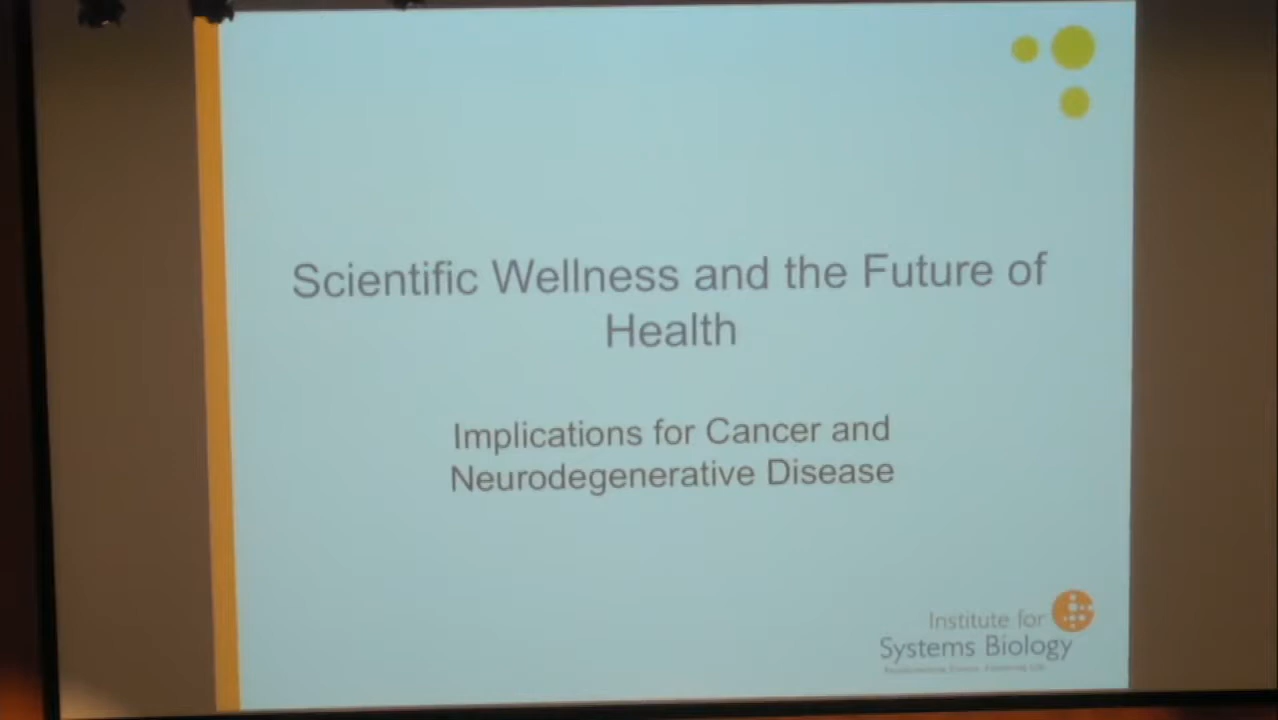 Scientific Wellness and the Future of
Health
Implications for Cancer and
Neurodegenerative Disease
Institute for
Systems Biology